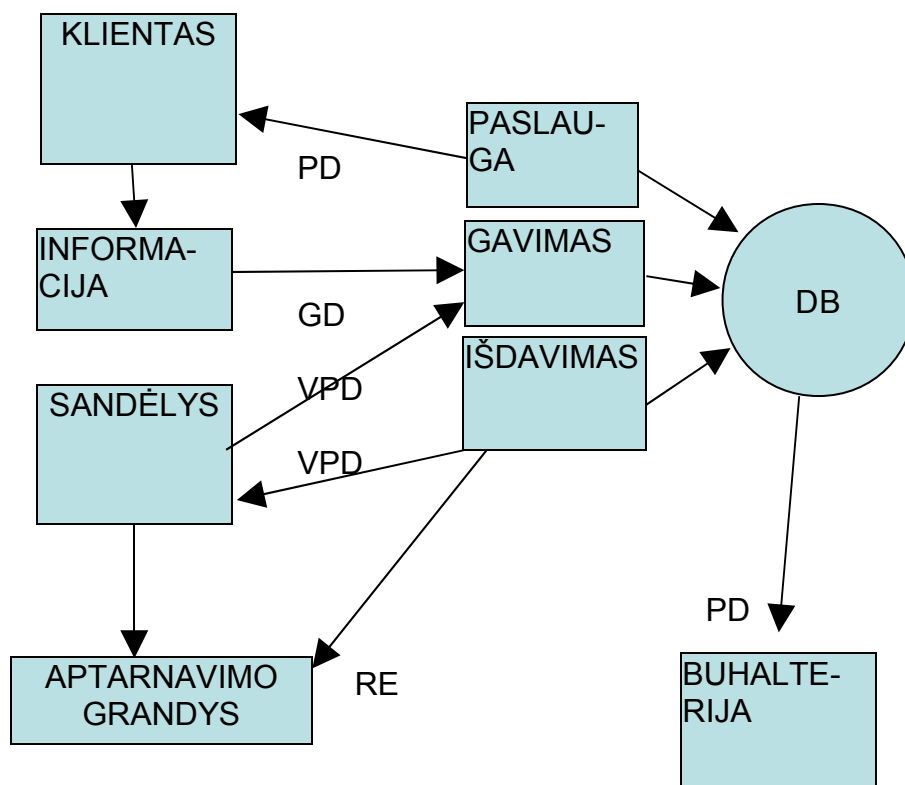 KLIENTAS
PASLAU-
GA
PD
INFORMA-
CIJA
GAVIMAS
DB
GD
IŠDAVIMAS
VPD
SANDĖLYS
VPD
PD
APTARNAVIMO
GRANDYS
RE
BUHALTE-
RIJA